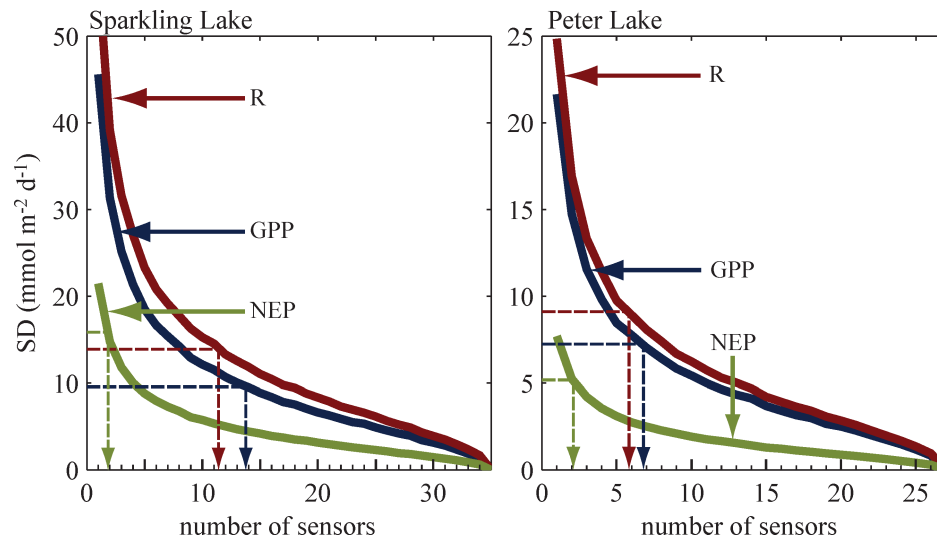 Sparkling Lake
Peter Lake
SD (mmol m⁻² d⁻¹)
50
40
30
20
10
0
R
GPP
NEP
0 10 20 30
number of sensors
25
20
15
10
5
0
R
GPP
NEP
0 5 10 15 20 25
number of sensors